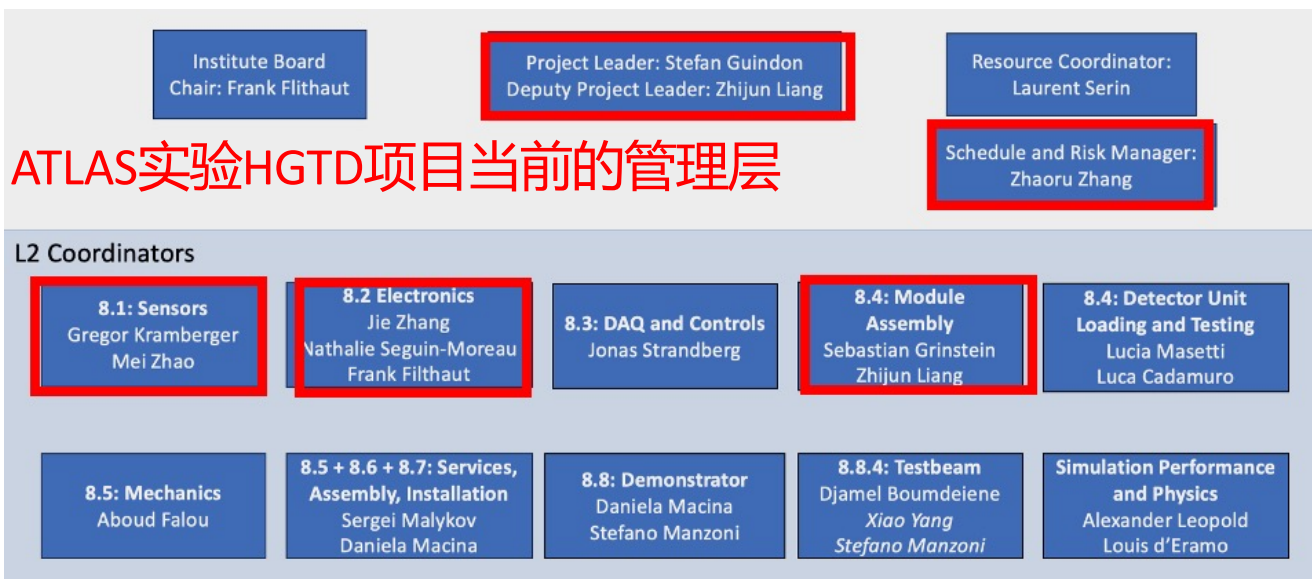 Institute Board
Chair: Frank Flithaut
Project Leader: Stefan Guindon
Deputy Project Leader: Zhijun Liang
Resource Coordinator:
Laurent Serin
ATLAS实验HGTD项目当前的管理层
Schedule and Risk Manager:
Zhaoru Zhang
L2 Coordinators
8.1: Sensors
Gregor Kramberger
Mei Zhao
8.2 Electronics
Jie Zhang
Nathalie Seguin-Moreau
Frank Filthaut
8.3: DAQ and Controls
Jonas Strandberg
8.4: Module
Assembly
Sebastian Grinstein
Zhijun Liang
8.4: Detector Unit
Loading and Testing
Lucia Masetti
Luca Cadamuro
8.5: Mechanics
Aboud Falou
8.5 + 8.6 + 8.7: Services,
Assembly, Installation
Sergei Malykov
Daniela Macina
8.8: Demonstrator
Daniela Macina
Stefano Manzoni
8.8.4: Testbeam
Djamel Boumdeiene
Xiao Yang
Stefano Manzoni
Simulation Performance
and Physics
Alexander Leopold
Louis d'Eramo